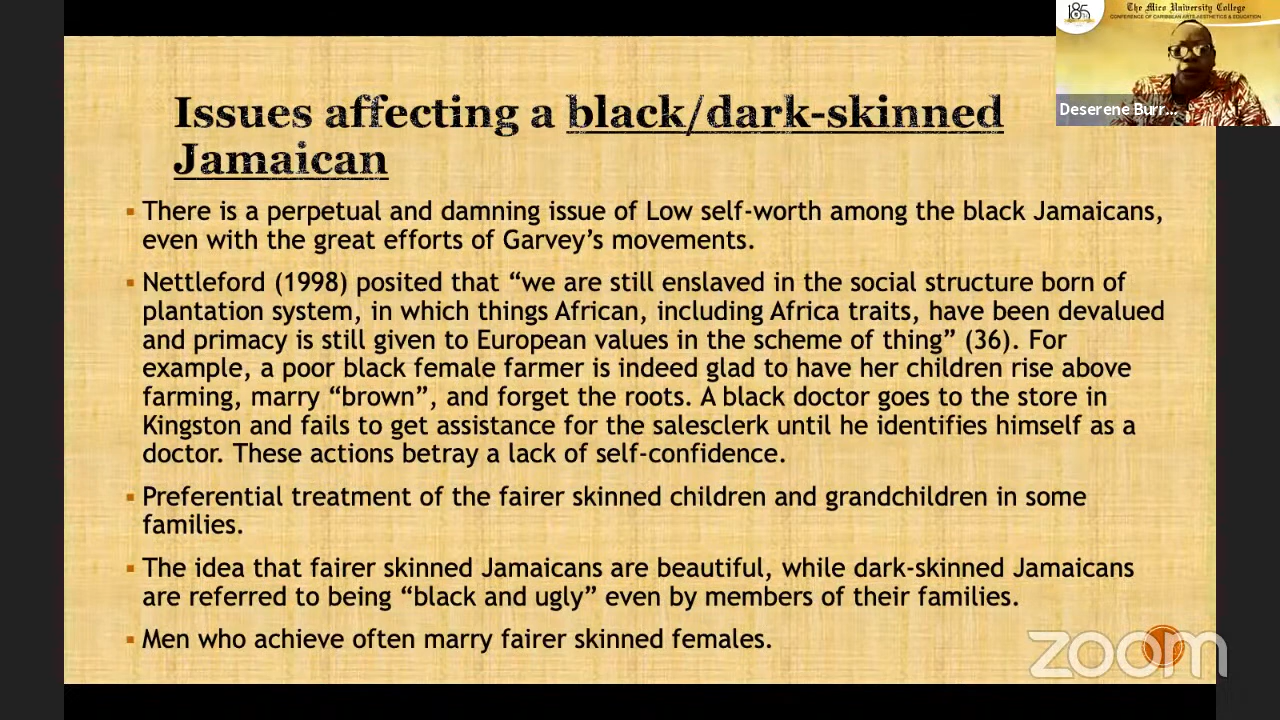 185
The Mico University College
CONFERENCE OF CARIBBEAN ARTS AESTHETICS & EDUCATION
Deserene Burr...
Issues affecting a black/dark-skinned
Jamaican
▪ There is a perpetual and damning issue of Low self-worth among the black Jamaicans,
even with the great efforts of Garvey’s movements.
▪ Nettleford (1998) posited that “we are still enslaved in the social structure born of
plantation system, in which things African, including Africa traits, have been devalued
and primacy is still given to European values in the scheme of thing” (36). For
example, a poor black female farmer is indeed glad to have her children rise above
farming, marry “brown”, and forget the roots. A black doctor goes to the store in
Kingston and fails to get assistance for the salesclerk until he identifies himself as a
doctor. These actions betray a lack of self-confidence.
▪ Preferential treatment of the fairer skinned children and grandchildren in some
families.
▪ The idea that fairer skinned Jamaicans are beautiful, while dark-skinned Jamaicans
are referred to being “black and ugly” even by members of their families.
▪ Men who achieve often marry fairer skinned females.
zoom